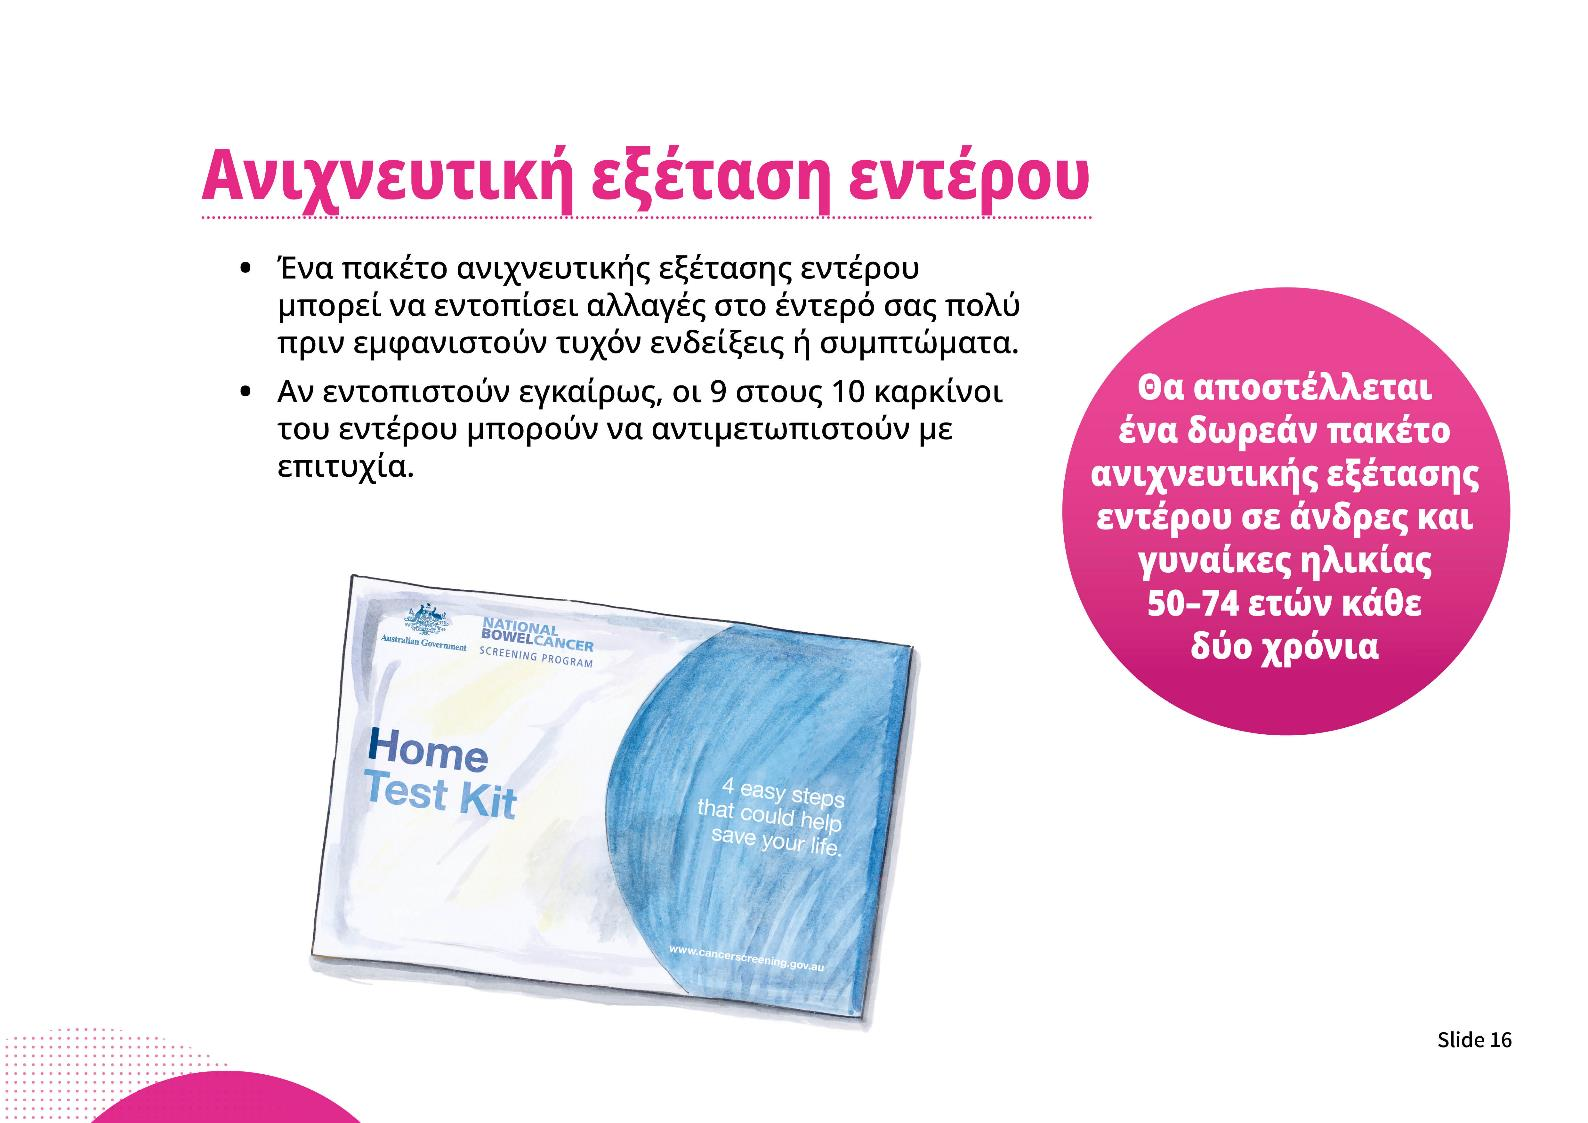 Ανιχνευτική εξέταση εντέρου
• Ένα πακέτο ανιχνευτικής εξέτασης εντέρου
μπορεί να εντοπίσει αλλαγές στο έντερό σας πολύ
πριν εμφανιστούν τυχόν ενδείξεις ή συμπτώματα.
• Αν εντοπιστούν εγκαίρως, οι 9 στους 10 καρκίνοι
του εντέρου μπορούν να αντιμετωπιστούν με
επιτυχία.
Θα αποστέλλεται
ένα δωρεάν πακέτο
ανιχνευτικής εξέτασης
εντέρου σε άνδρες και
γυναίκες ηλικίας
50–74 ετών κάθε
δύο χρόνια
Australian Government
NATIONAL
BOWELCANCER
SCREENING PROGRAM
Home
Test Kit
4 easy steps
that could help
save your life.
www.cancerscreening.gov.au
Slide 16